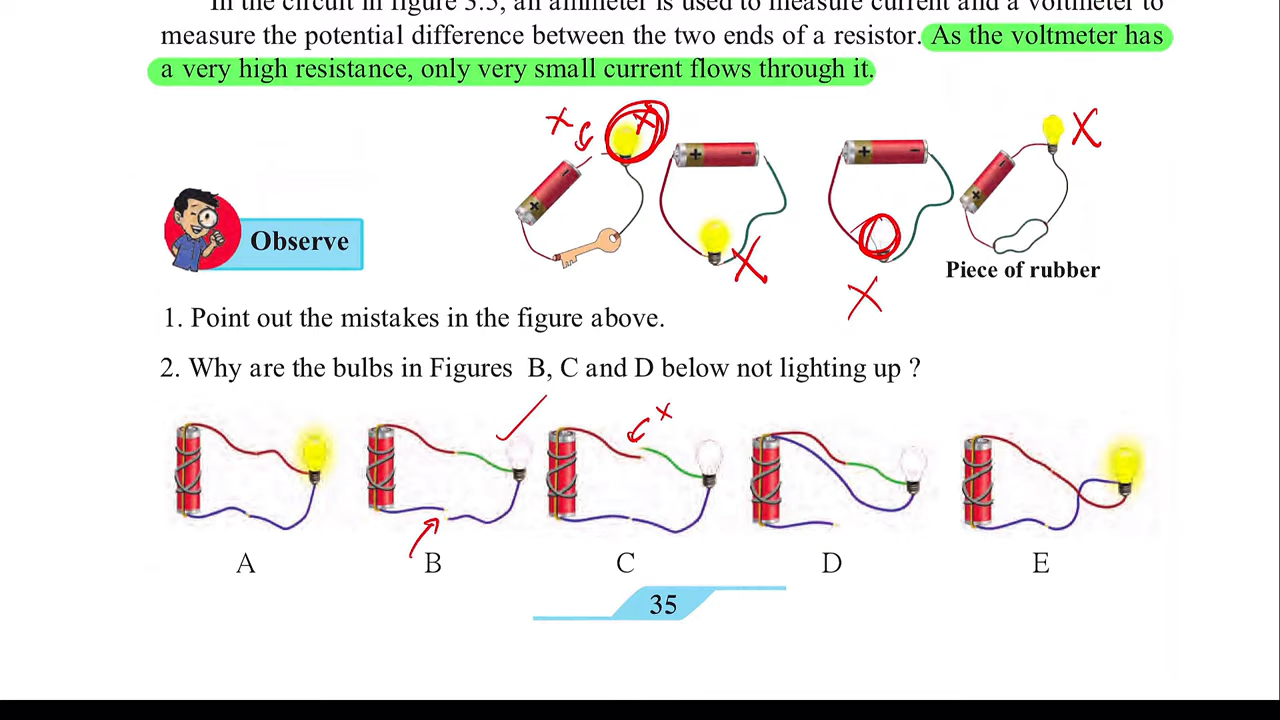 In the circuit in figure 3.5, an ammeter is used to measure current and a voltmeter to
measure the potential difference between the two ends of a resistor. As the voltmeter has
a very high resistance, only very small current flows through it.
Observe
Piece of rubber
1. Point out the mistakes in the figure above.
2. Why are the bulbs in Figures B, C and D below not lighting up ?
A B C D E
35